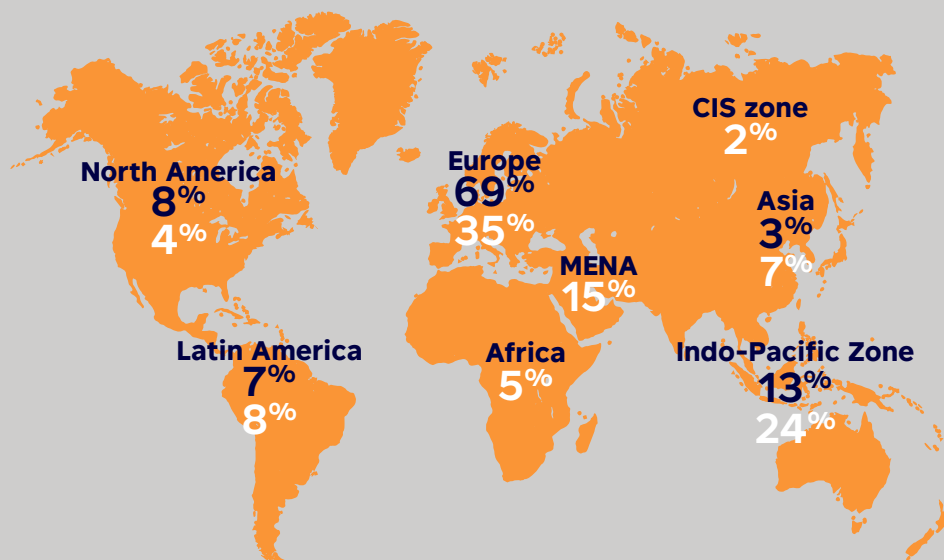 CIS zone
2%
North America
8%
4%
Europe
69%
35%
Asia
3%
7%
MENA
15%
Latin America
7%
8%
Africa
5%
Indo-Pacific Zone
13%
24%